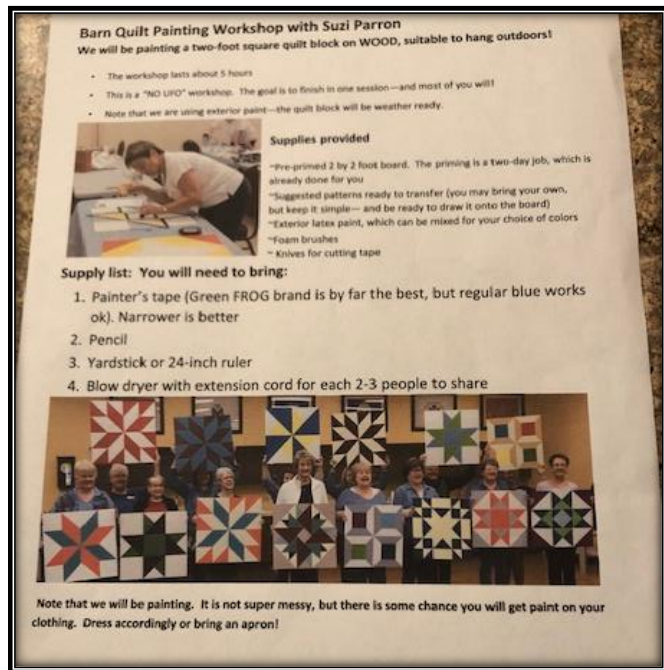 Barn Quilt Painting Workshop with Suzi Parron
We will be painting a two-foot square quilt block on WOOD, suitable to hang outdoors!
• The workshop lasts about 5 hours
• This is a "NO UFO" workshop. The goal is to finish in one session—and most of you will!
• Note that we are using exterior paint—the quilt block will be weather ready.
Supplies provided
~Pre-primed 2 by 2 foot board. The priming is a two-day job, which is
already done for you
~Suggested patterns ready to transfer (you may bring your own,
but keep it simple— and be ready to draw it onto the board)
~Exterior latex paint, which can be mixed for your choice of colors
~Foam brushes
~ Knives for cutting tape
Supply list: You will need to bring:
1. Painter's tape (Green FROG brand is by far the best, but regular blue works
ok). Narrower is better
2. Pencil
3. Yardstick or 24-inch ruler
4. Blow dryer with extension cord for each 2-3 people to share
Note that we will be painting. It is not super messy, but there is some chance you will get paint on your
clothing. Dress accordingly or bring an apron!